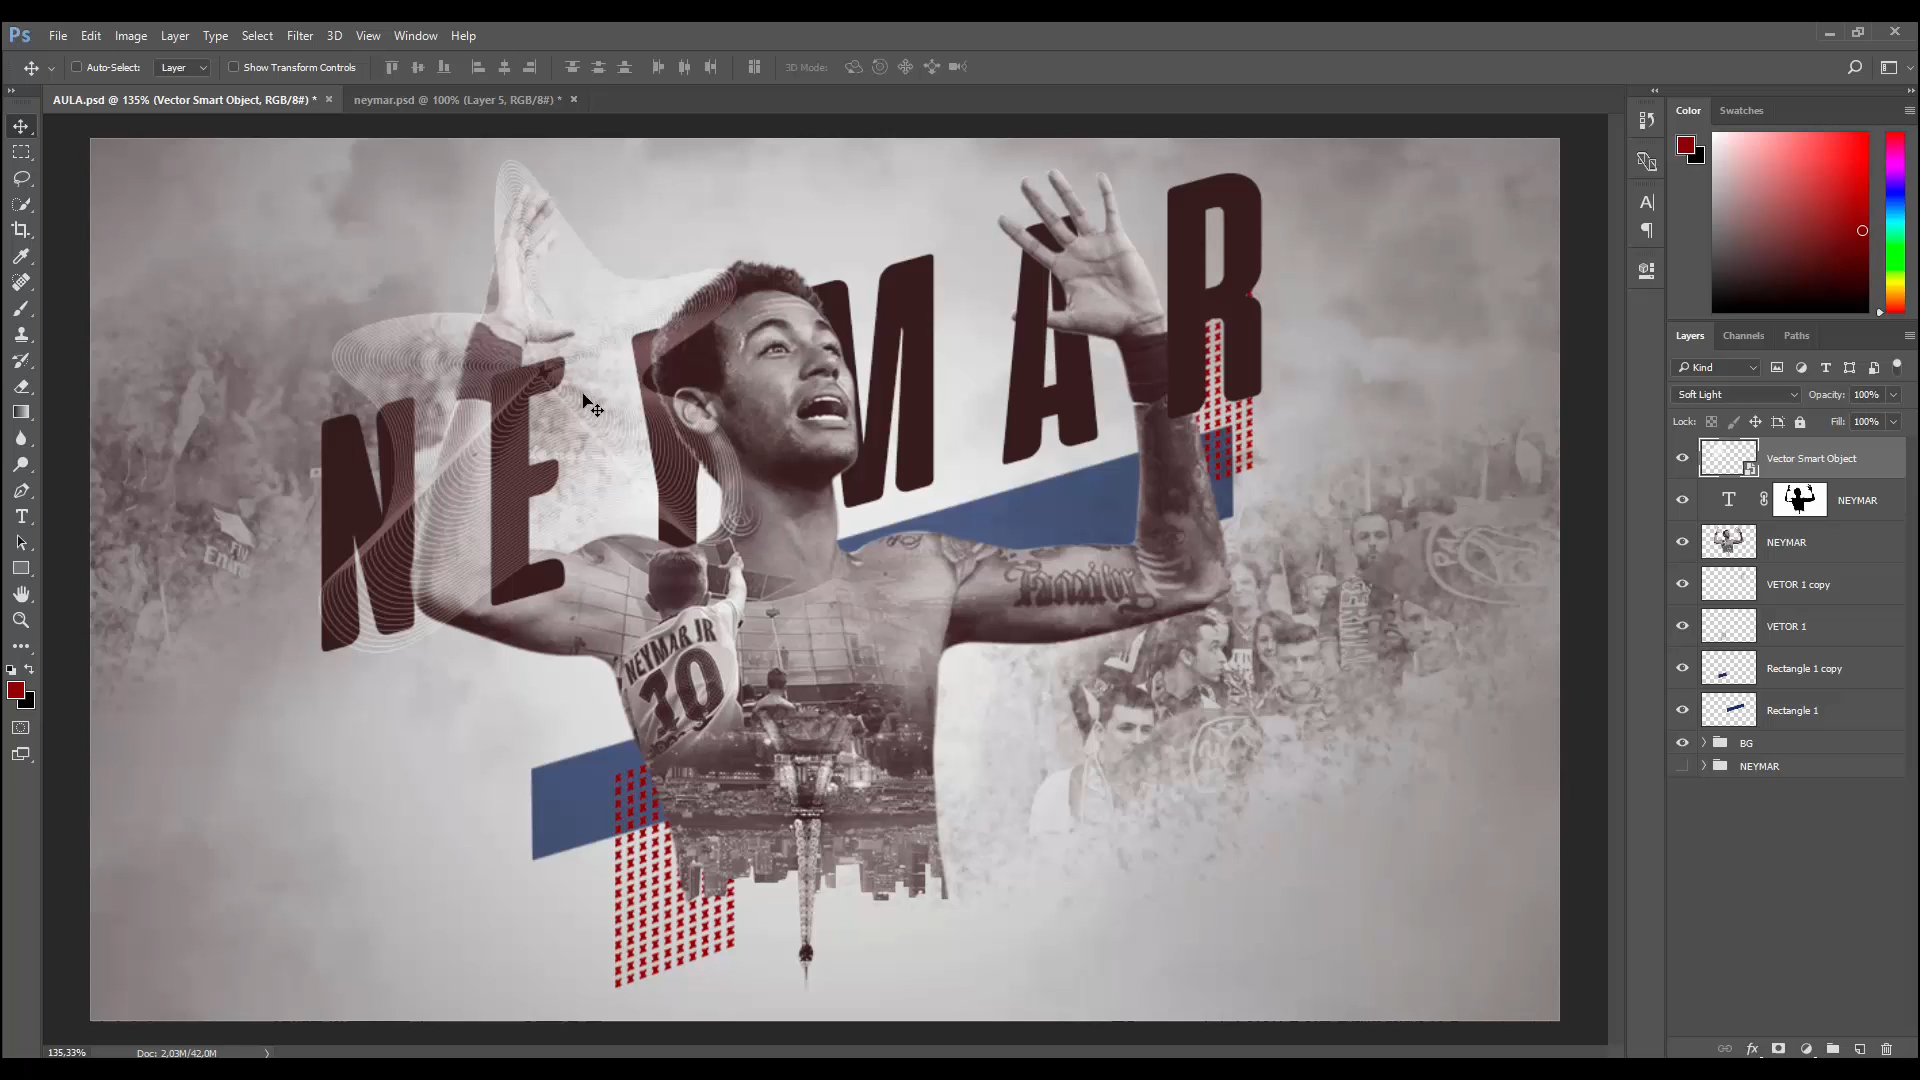 Ps File Edit Image Layer Type Select Filter 3D View Window Help
Auto-Select: Layer Show Transform Controls 3D Mode:
AULA.psd @ 135% (Vector Smart Object, RGB/8#) * × neymar.psd @ 100% (Layer 5, RGB/8#) * ×
Color Swatches
NEYMAR
Family
NEYMAR JR
10
Layers Channels Paths
Kind
Soft Light Opacity: 100%
Lock: Fill: 100%
Vector Smart Object
T NEYMAR
NEYMAR
VETOR 1 copy
VETOR 1
Rectangle 1 copy
Rectangle 1
BG
NEYMAR
135,33% Doc: 2,03M/42,0M